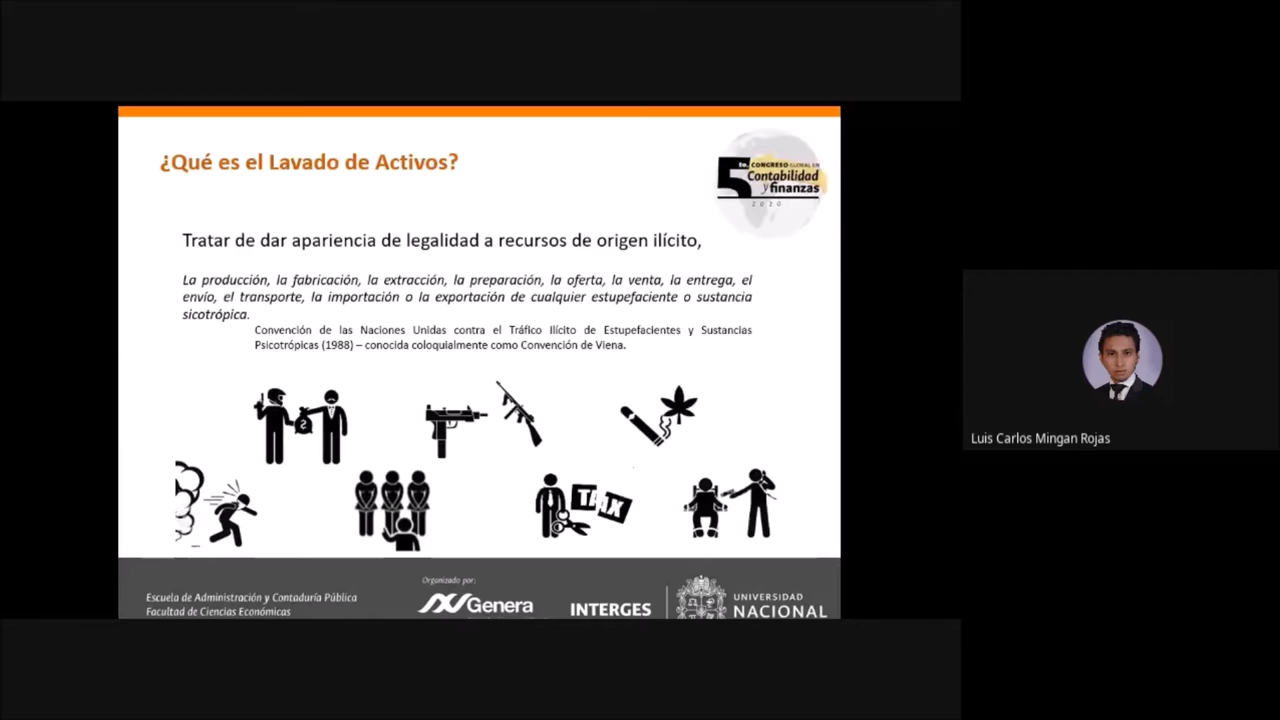 ¿Qué es el Lavado de Activos?
5to. CONGRESO GLOBAL EN
Contabilidad
y finanzas
2020
Tratar de dar apariencia de legalidad a recursos de origen ilícito,
La producción, la fabricación, la extracción, la preparación, la oferta, la venta, la entrega, el
envío, el transporte, la importación o la exportación de cualquier estupefaciente o sustancia
sicotrópica.
Convención de las Naciones Unidas contra el Tráfico Ilícito de Estupefacientes y Sustancias
Psicotrópicas (1988) – conocida coloquialmente como Convención de Viena.
TAX
Luis Carlos Mingan Rojas
Escuela de Administración y Contaduría Pública
Facultad de Ciencias Económicas
Organizado por:
Genera
INTERGES
UNIVERSIDAD
NACIONAL